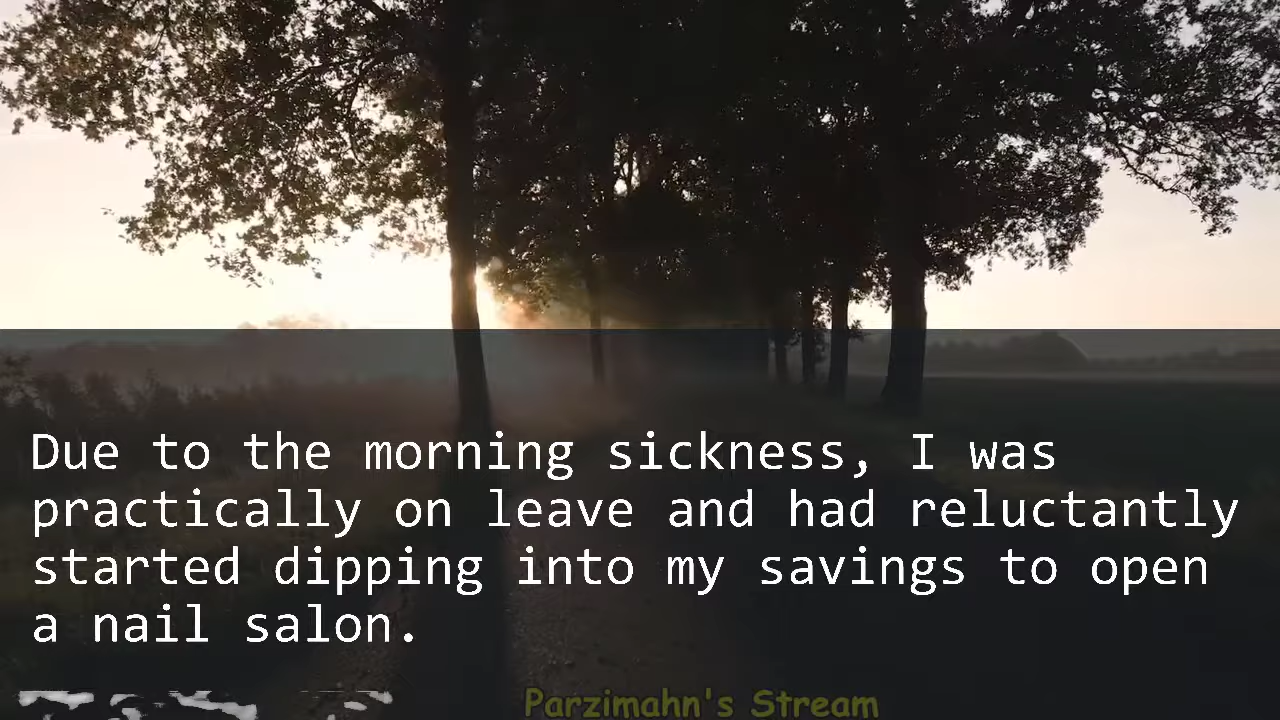 Due to the morning sickness, I was
practically on leave and had reluctantly
started dipping into my savings to open
a nail salon.
Parzimahn's Stream